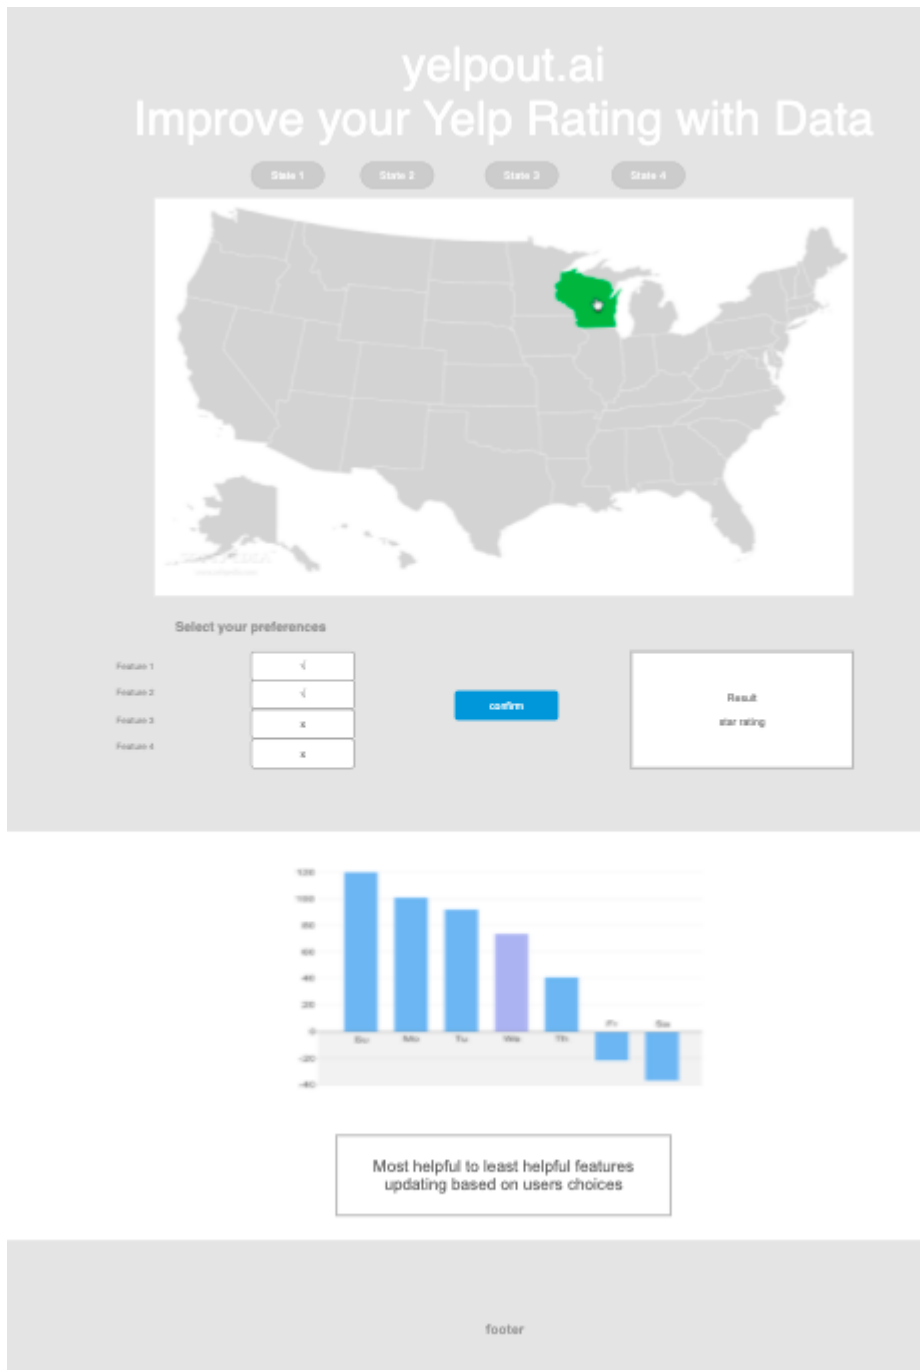 yelpout.ai
Improve your Yelp Rating with Data
State 1
State 2
State 3
State 4
Select your preferences
Feature 1
√
Feature 2
√
confirm
Result
star rating
Feature 3
x
Feature 4
x
120
100
80
60
40
20
0
-20
-40
Su
Mo
Tu
We
Th
Fr
Sa
Most helpful to least helpful features
updating based on users choices
footer